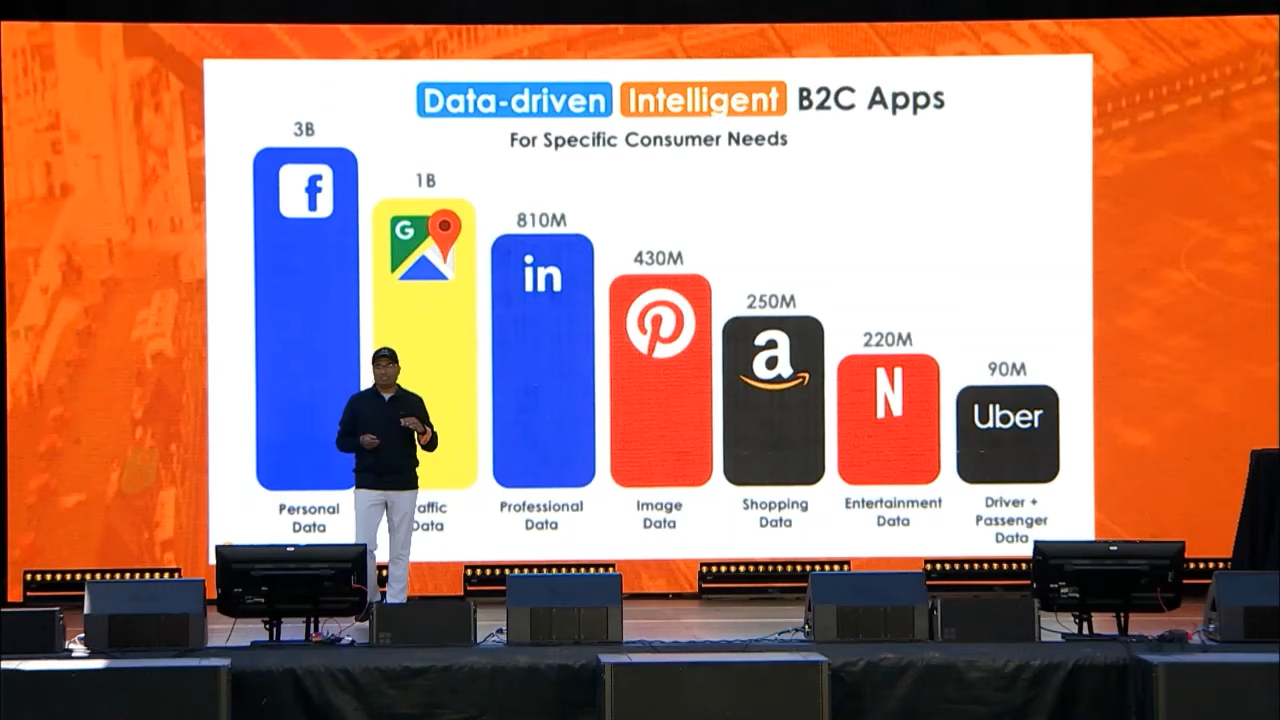 Data-driven Intelligent B2C Apps
For Specific Consumer Needs
3B
1B
810M
430M
250M
220M
90M
f
G
in
a
N
Uber
Personal
Data
affic
Data
Professional
Data
Image
Data
Shopping
Data
Entertainment
Data
Driver +
Passenger
Data